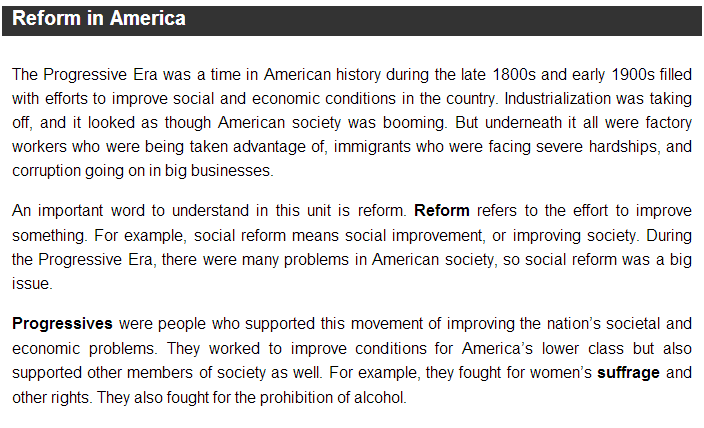 Reform in America
The Progressive Era was a time in American history during the late 1800s and early 1900s filled
with efforts to improve social and economic conditions in the country. Industrialization was taking
off, and it looked as though American society was booming. But underneath it all were factory
workers who were being taken advantage of, immigrants who were facing severe hardships, and
corruption going on in big businesses.
An important word to understand in this unit is reform. Reform refers to the effort to improve
something. For example, social reform means social improvement, or improving society. During
the Progressive Era, there were many problems in American society, so social reform was a big
issue.
Progressives were people who supported this movement of improving the nation's societal and
economic problems. They worked to improve conditions for America's lower class but also
supported other members of society as well. For example, they fought for women's suffrage and
other rights. They also fought for the prohibition of alcohol.